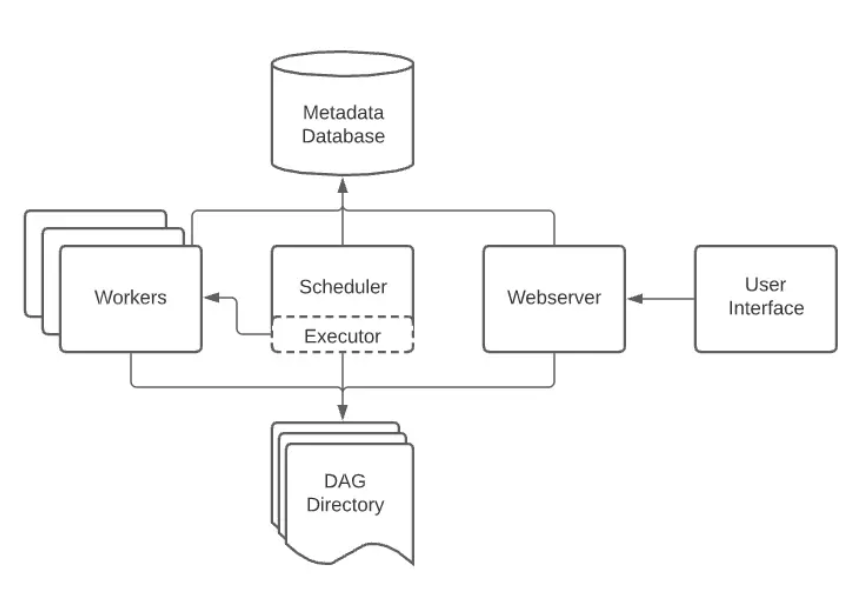 Metadata
Database
Workers
Scheduler
Executor
Webserver
User
Interface
DAG
Directory